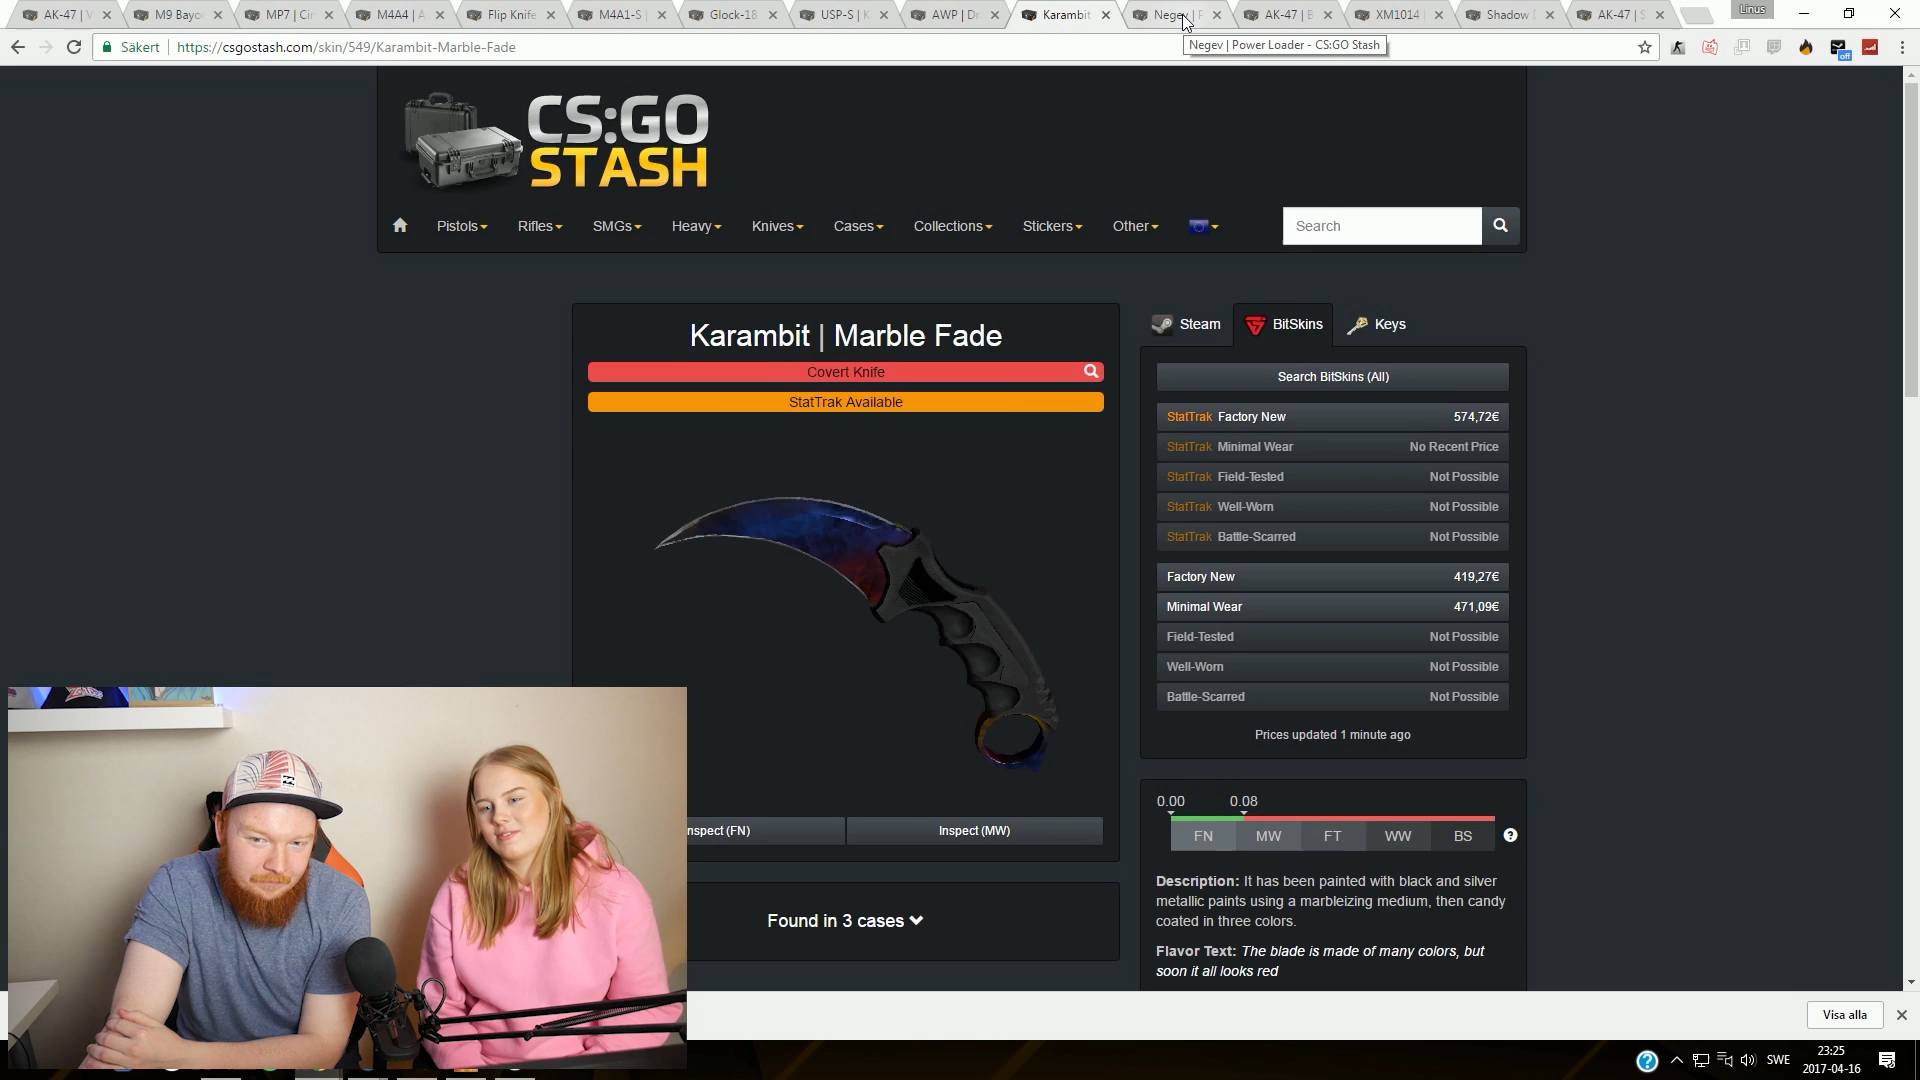 AK-47 | V
M9 Bayo
MP7 | Cir
M4A4 | A
Flip Knife
M4A1-S |
Glock-18
USP-S | K
AWP | Dr
Karambit
Negev | P
AK-47 | B
XM1014 |
Shadow
AK-47 | S
Linus
Säkert https://csgostash.com/skin/549/Karambit-Marble-Fade
Negev | Power Loader - CS:GO Stash
off
CS:GO
STASH
Pistols Rifles SMGs Heavy Knives Cases Collections Stickers Other Search
Karambit | Marble Fade
Covert Knife
StatTrak Available
nspect (FN) Inspect (MW)
Found in 3 cases
Steam BitSkins Keys
Search BitSkins (All)
StatTrak Factory New 574,72€
StatTrak Minimal Wear No Recent Price
StatTrak Field-Tested Not Possible
StatTrak Well-Worn Not Possible
StatTrak Battle-Scarred Not Possible
Factory New 419,27€
Minimal Wear 471,09€
Field-Tested Not Possible
Well-Worn Not Possible
Battle-Scarred Not Possible
Prices updated 1 minute ago
0.00 0.08
FN MW FT WW BS ?
Description: It has been painted with black and silver
metallic paints using a marbleizing medium, then candy
coated in three colors.
Flavor Text: The blade is made of many colors, but
soon it all looks red
Visa alla
SWE
23:25
2017-04-16